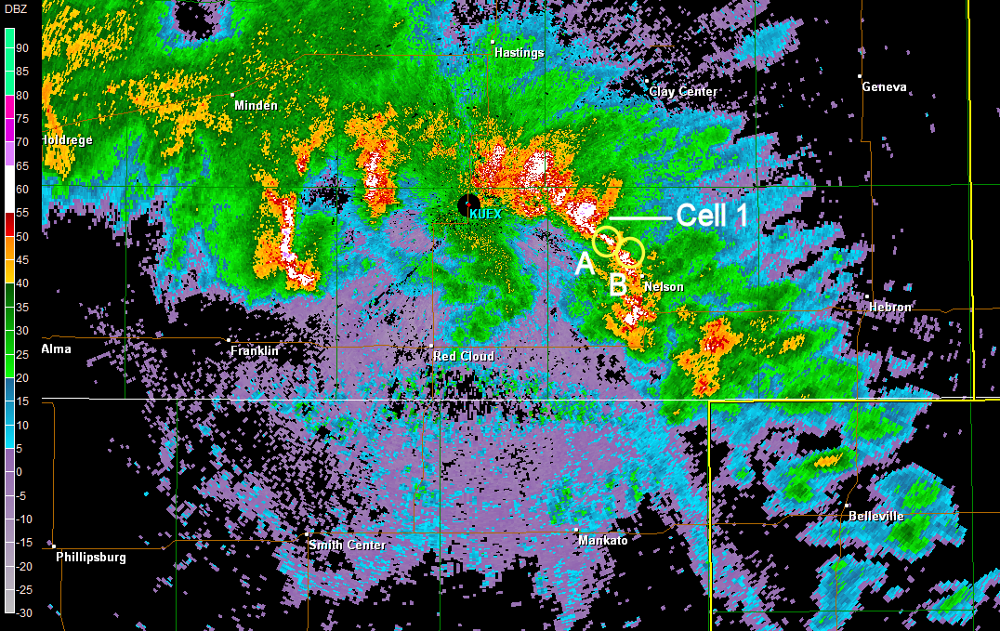 DBZ
90
85
80
75
70
65
60
55
50
45
40
35
30
25
20
15
10
5
0
-5
-10
-15
-20
-25
-30
Hastings
Geneva
Clay Center
Minden
Holdrege
KUEX
Cell 1
A
B
Nelson
Hebron
Alma
Franklin
Red Cloud
Belleville
Mankato
Smith Center
Phillipsburg